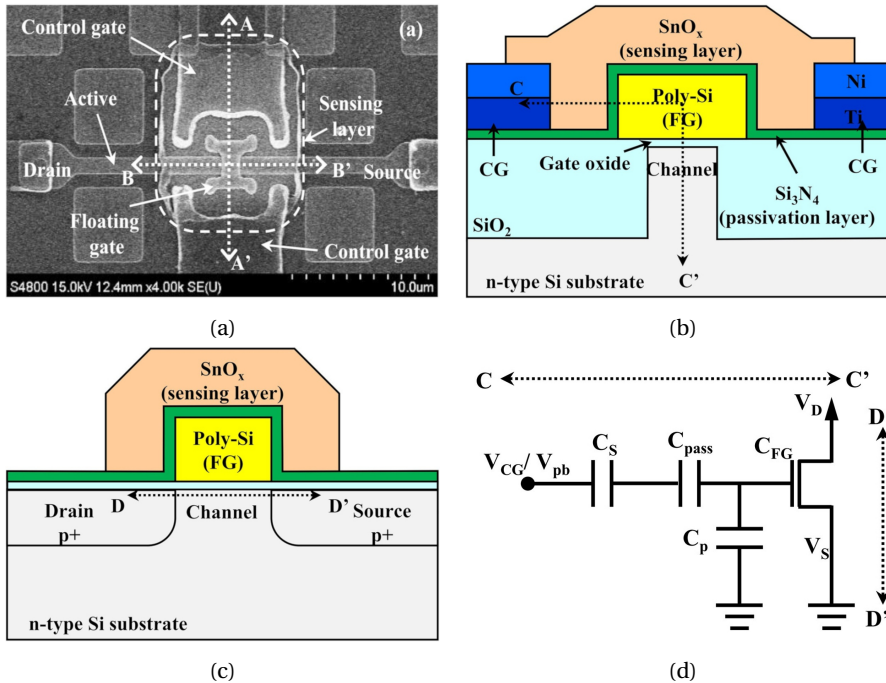 A
(a)
Control gate
Active
Sensing
layer
Drain
B
B’
Source
Floating
gate
A’
Control gate
S4800 15.0kV 12.4mm x4.00k SE(U)
10.0um
(a)
SnOx
(sensing layer)
C
Poly-Si
(FG)
Ni
Ti
CG
Gate oxide
Channel
CG
Si3N4
(passivation layer)
SiO2
n-type Si substrate
C’
(b)
SnOx
(sensing layer)
Poly-Si
(FG)
D
D’
Drain
p+
Channel
Source
p+
n-type Si substrate
(c)
C
C’
VD
D
CS
Cpass
CFG
VCG/ Vpb
Cp
VS
D’
(d)